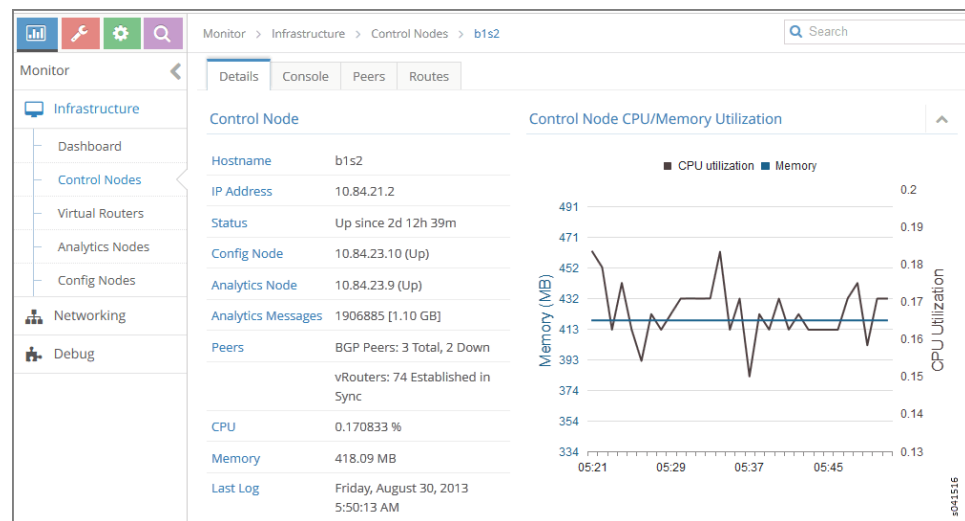 Monitor > Infrastructure > Control Nodes > b1s2
Search
Monitor
Infrastructure
Dashboard
Control Nodes
Virtual Routers
Analytics Nodes
Config Nodes
Networking
Debug
Details Console Peers Routes
Control Node
Hostname b1s2
IP Address 10.84.21.2
Status Up since 2d 12h 39m
Config Node 10.84.23.10 (Up)
Analytics Node 10.84.23.9 (Up)
Analytics Messages 1906885 [1.10 GB]
Peers BGP Peers: 3 Total, 2 Down
vRouters: 74 Established in
Sync
CPU 0.170833 %
Memory 418.09 MB
Last Log Friday, August 30, 2013
5:50:13 AM
Control Node CPU/Memory Utilization
CPU utilization Memory
Memory (MB)
491
471
452
432
413
393
374
354
334
05:21 05:29 05:37 05:45
0.2
0.19
0.18
0.17
0.16
0.15
0.14
0.13
CPU Utilization
s041516